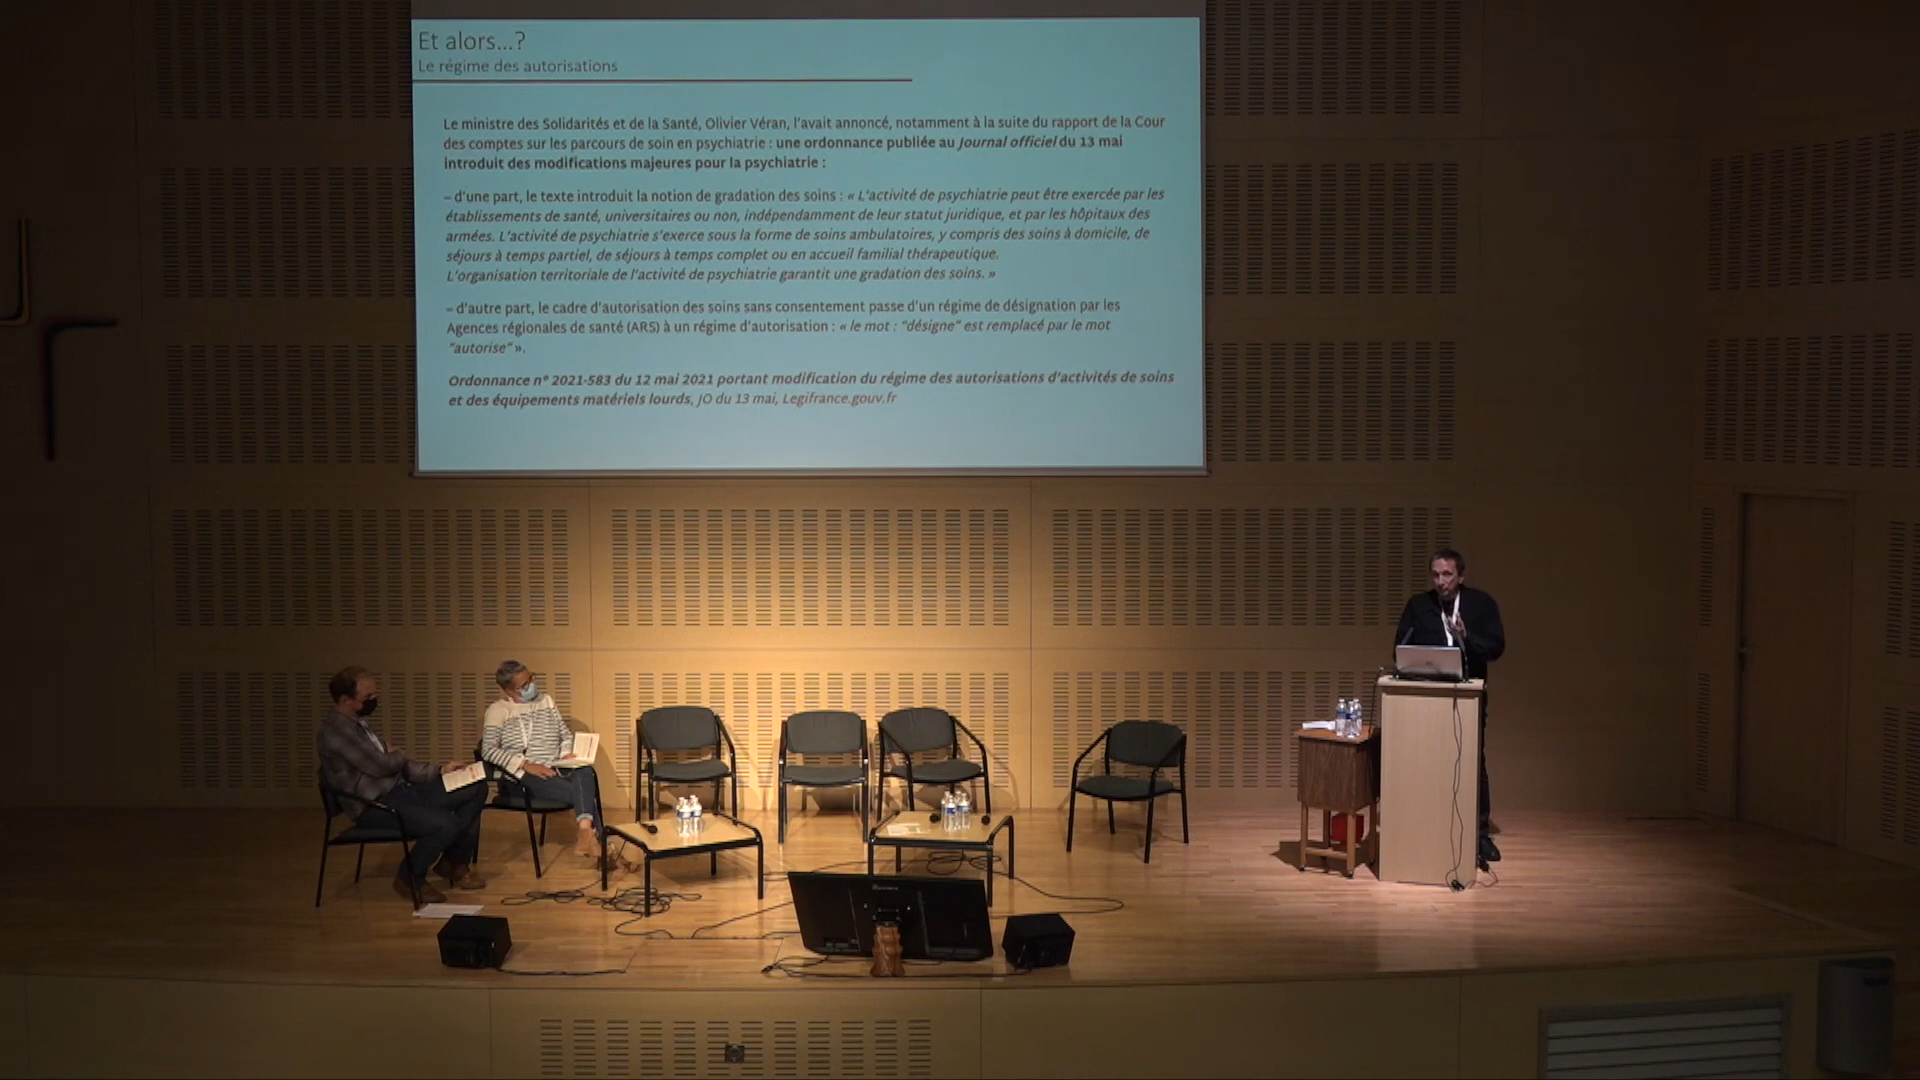 Et alors...?
Le régime des autorisations
Le ministre des Solidarités et de la Santé, Olivier Véran, l'avait annoncé, notamment à la suite du rapport de la Cour
des comptes sur les parcours de soin en psychiatrie : une ordonnance publiée au Journal officiel du 13 mai
introduit des modifications majeures pour la psychiatrie :
– d'une part, le texte introduit la notion de gradation des soins : « L'activité de psychiatrie peut être exercée par les
établissements de santé, universitaires ou non, indépendamment de leur statut juridique, et par les hôpitaux des
armées. L'activité de psychiatrie s'exerce sous la forme de soins ambulatoires, y compris des soins à domicile, de
séjours à temps partiel, de séjours à temps complet ou en accueil familial thérapeutique.
L'organisation territoriale de l'activité de psychiatrie garantit une gradation des soins. »
– d'autre part, le cadre d'autorisation des soins sans consentement passe d'un régime de désignation par les
Agences régionales de santé (ARS) à un régime d'autorisation : « le mot : "désigne" est remplacé par le mot
"autorise" ».
Ordonnance n° 2021-583 du 12 mai 2021 portant modification du régime des autorisations d'activités de soins
et des équipements matériels lourds, JO du 13 mai, Legifrance.gouv.fr